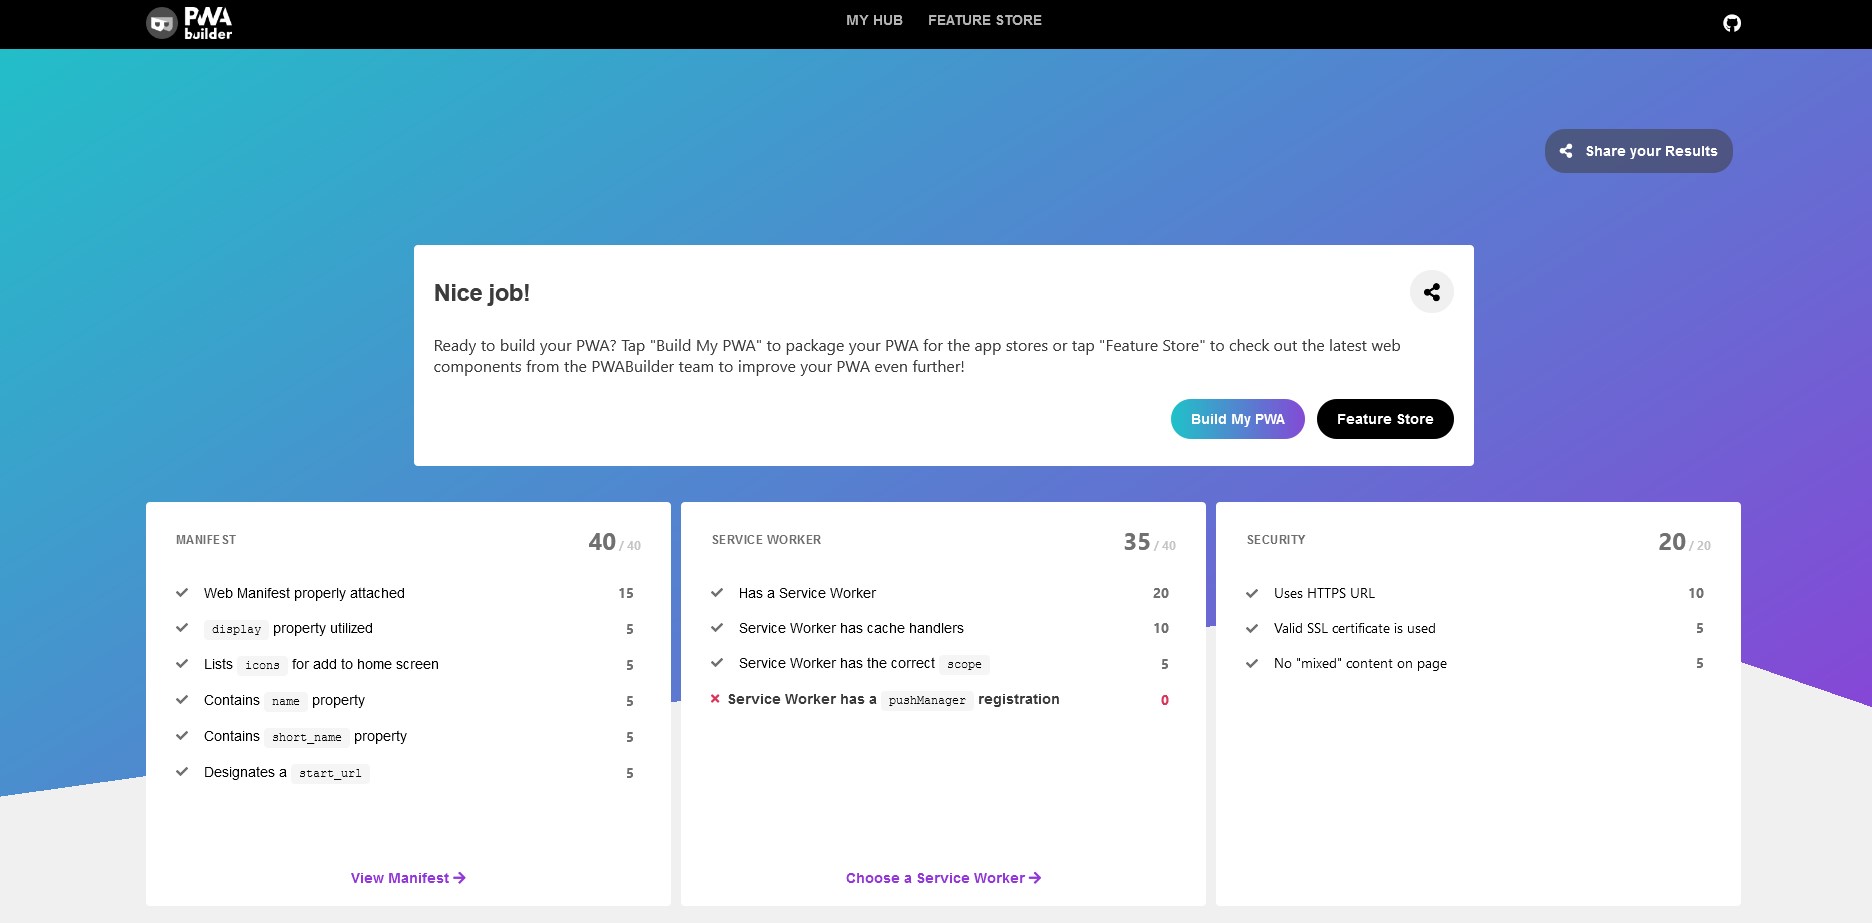 PWA
builder
MY HUB
FEATURE STORE
Share your Results
Nice job!
Ready to build your PWA? Tap "Build My PWA" to package your PWA for the app stores or tap "Feature Store" to check out the latest web
components from the PWABuilder team to improve your PWA even further!
Build My PWA
Feature Store
MANIFEST 40 / 40
Web Manifest properly attached 15
display property utilized 5
Lists icons for add to home screen 5
Contains name property 5
Contains short_name property 5
Designates a start_url 5
View Manifest
SERVICE WORKER 35 / 40
Has a Service Worker 20
Service Worker has cache handlers 10
Service Worker has the correct scope 5
Service Worker has a pushManager registration 0
Choose a Service Worker
SECURITY 20 / 20
Uses HTTPS URL 10
Valid SSL certificate is used 5
No "mixed" content on page 5